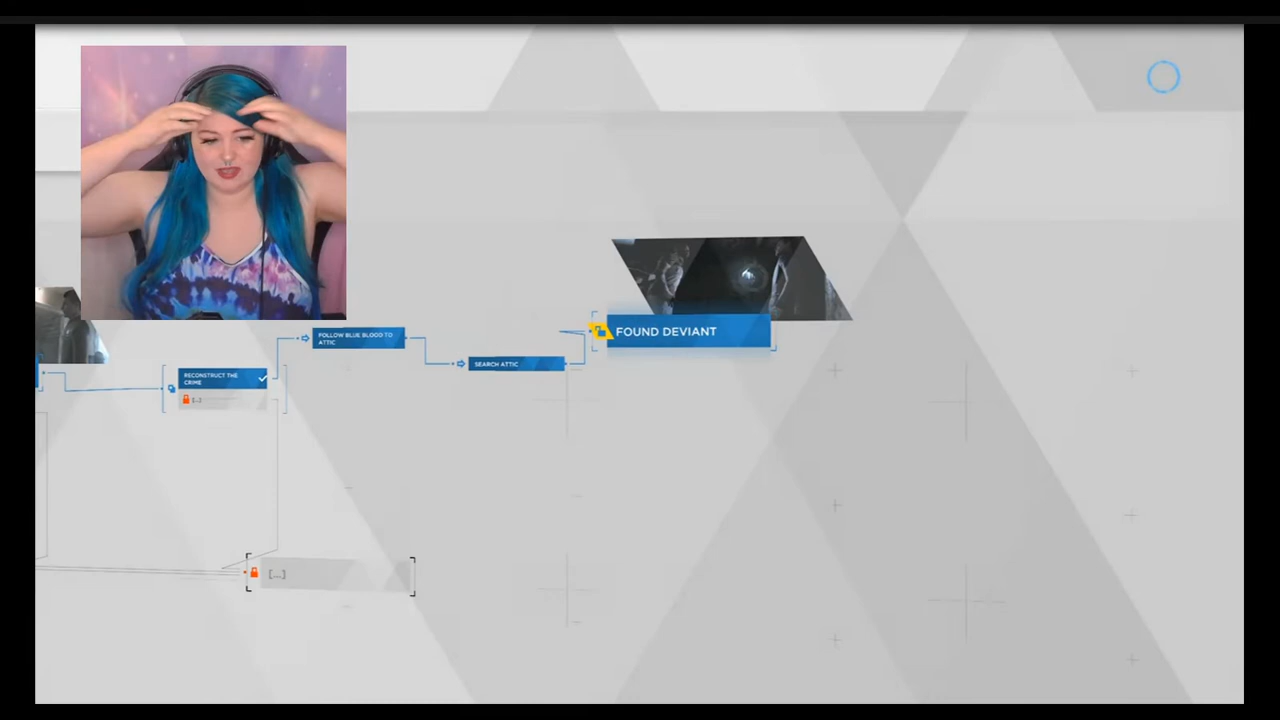 FOUND DEVIANT
FOLLOW BLUE BLOOD TO
ATTIC
SEARCH ATTIC
RECONSTRUCT THE
CRIME
[...]
[...]